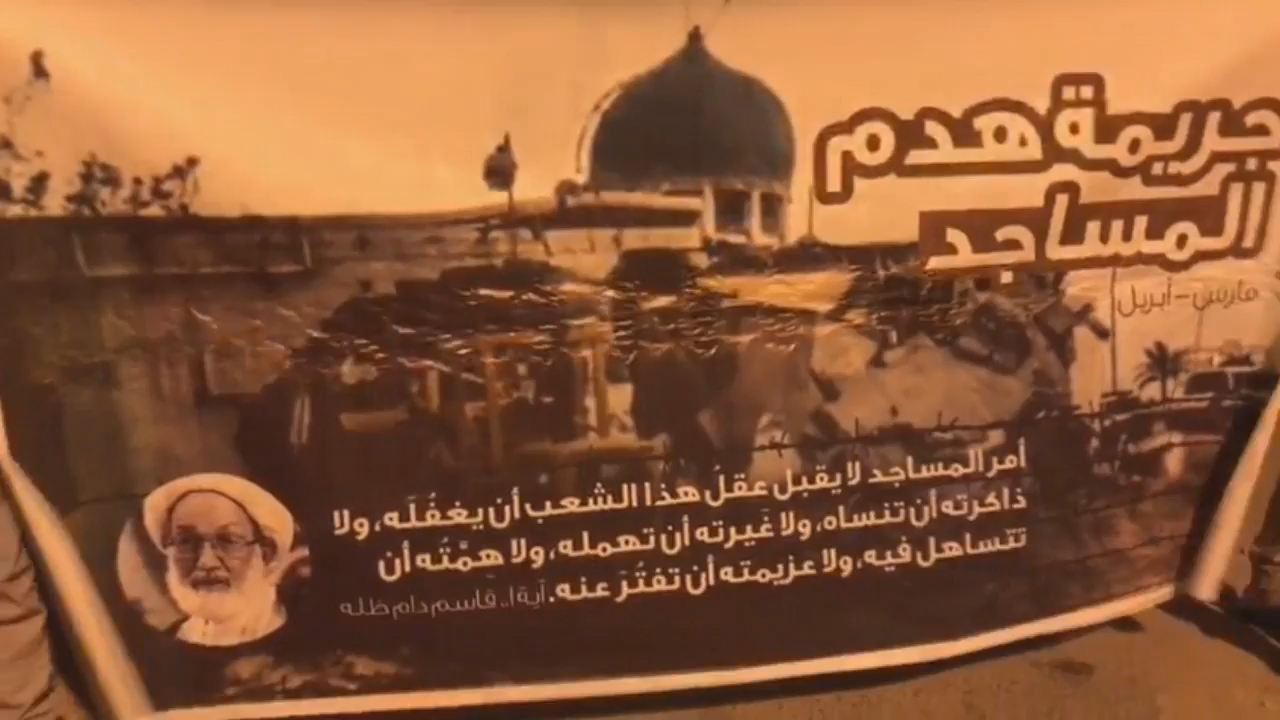 جريمة هدم
المساجد
مارس-أبريل
أمر المساجد لا يقبل عقلُ هذا الشعب أن يغفُلَه، ولا
ذاكرته أن تنساه، ولا غَيرته أن تهمله، ولا همَّتُه أن
تتساهل فيه، ولا عزيمته أن تفتُرَ عنه. آية ا.. قاسم دام ظله